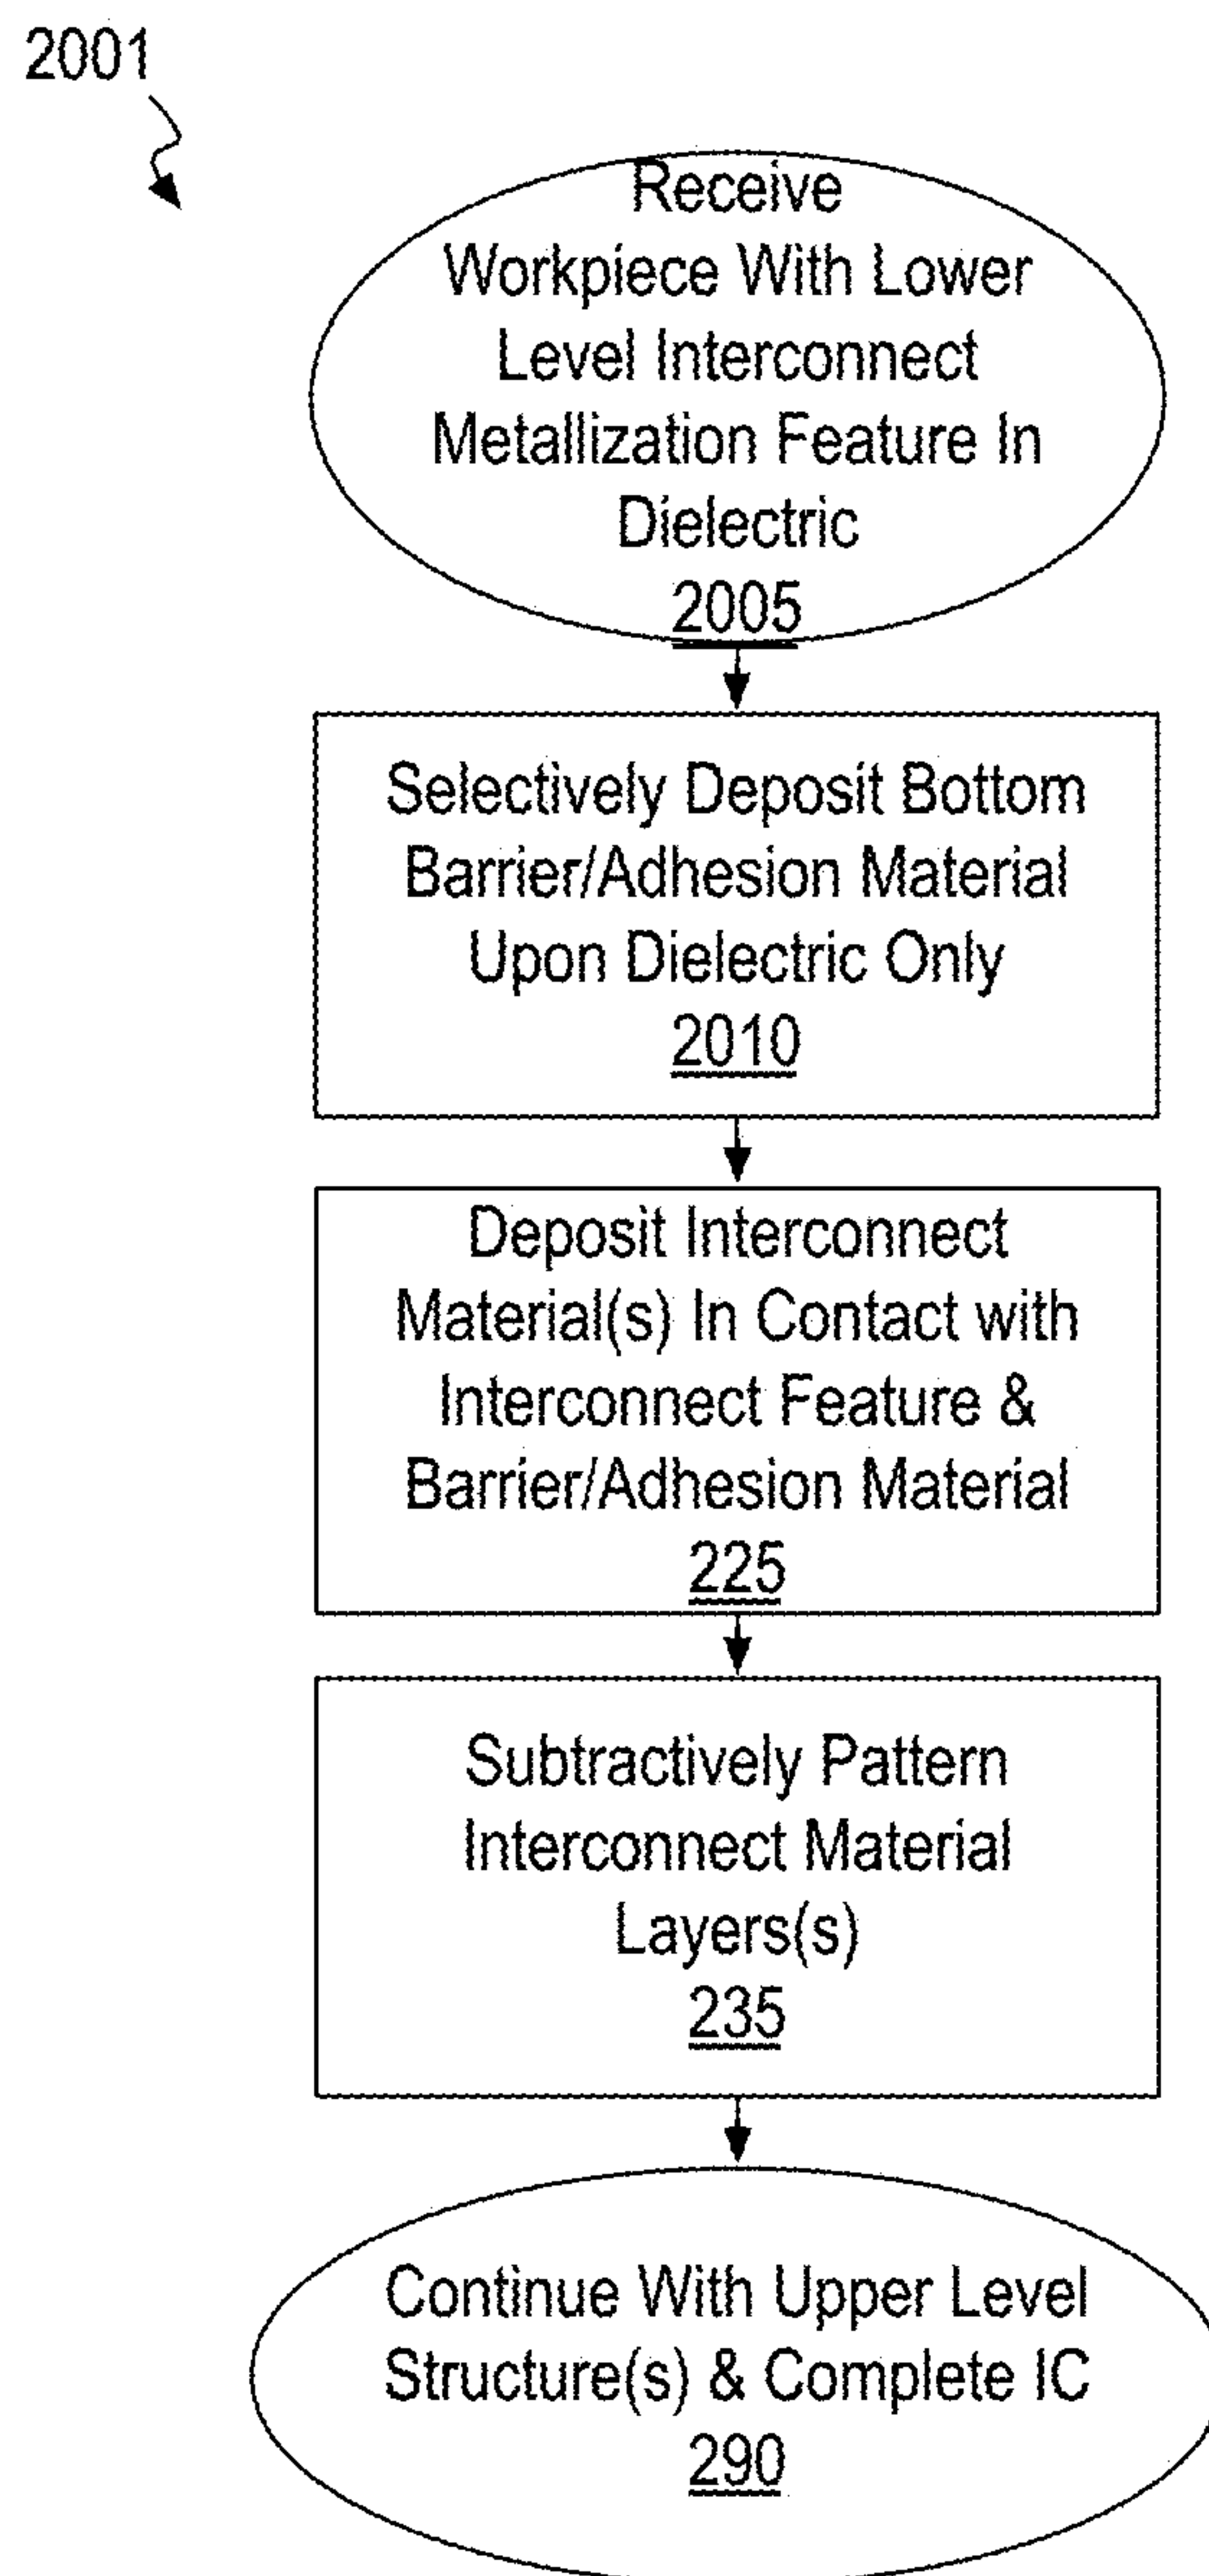 2001
Receive
Workpiece With Lower
Level Interconnect
Metallization Feature In
Dielectric
2005
Selectively Deposit Bottom
Barrier/Adhesion Material
Upon Dielectric Only
2010
Deposit Interconnect
Material(s) In Contact with
Interconnect Feature &
Barrier/Adhesion Material
225
Subtractively Pattern
Interconnect Material
Layers(s)
235
Continue With Upper Level
Structure(s) & Complete IC
290